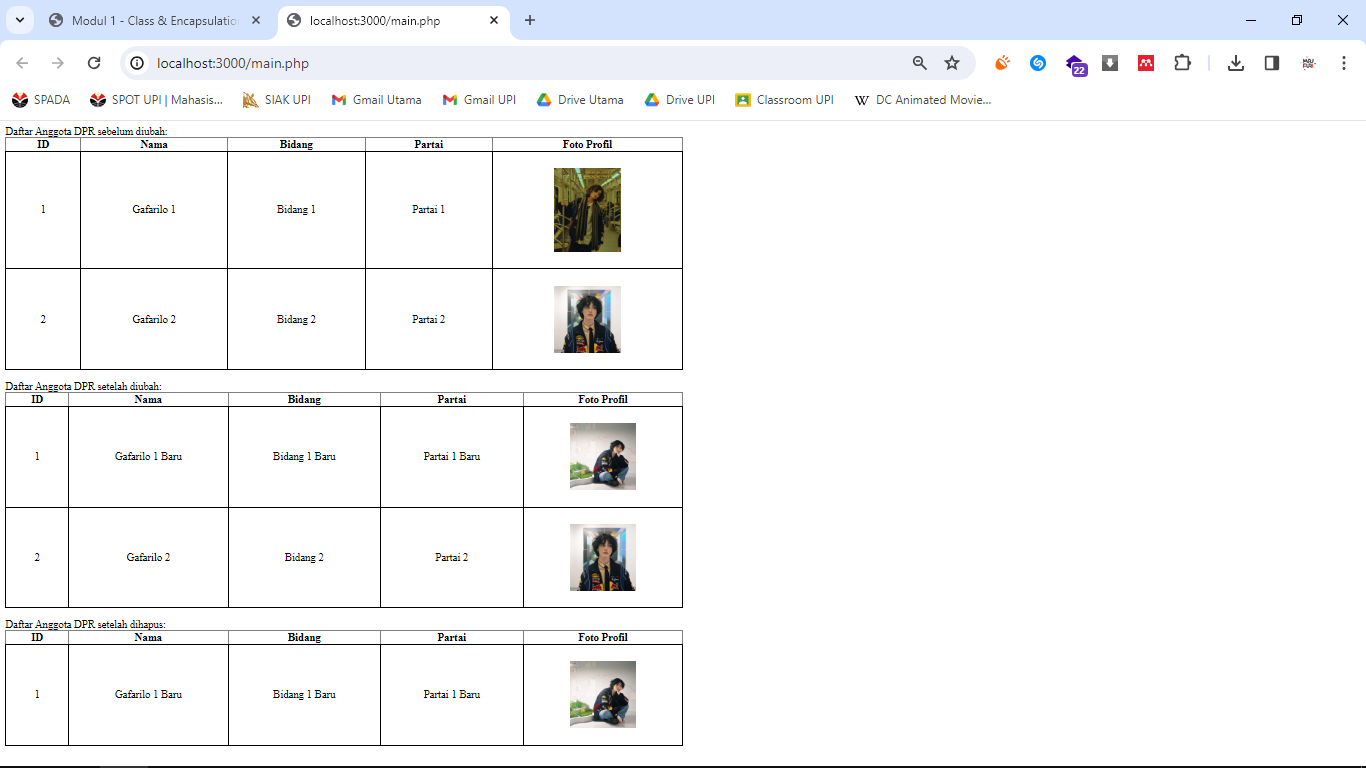 Modul 1 - Class & Encapsulatio
localhost:3000/main.php
localhost:3000/main.php
22
SPADA
SPOT UPI | Mahasis...
SIAK UPI
Gmail Utama
Gmail UPI
Drive Utama
Drive UPI
Classroom UPI
W DC Animated Movie...
Daftar Anggota DPR sebelum diubah:
ID Nama Bidang Partai Foto Profil
1 Gafarilo 1 Bidang 1 Partai 1
2 Gafarilo 2 Bidang 2 Partai 2
Daftar Anggota DPR setelah diubah:
ID Nama Bidang Partai Foto Profil
1 Gafarilo 1 Baru Bidang 1 Baru Partai 1 Baru
2 Gafarilo 2 Bidang 2 Partai 2
Daftar Anggota DPR setelah dihapus:
ID Nama Bidang Partai Foto Profil
1 Gafarilo 1 Baru Bidang 1 Baru Partai 1 Baru